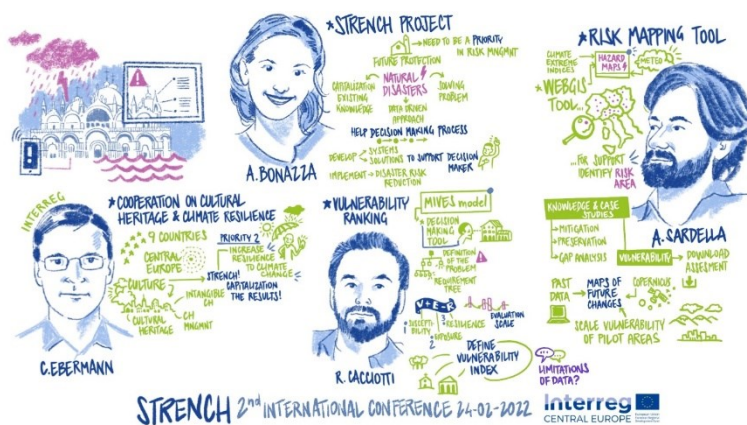 *STRENCH PROJECT
NEED TO BE A PRIORITY
IN RISK MNGMNT
FUTURE PROTECTION
CAPITALIZATION
EXISTING
KNOWLEDGE
NATURAL
DISASTERS
SOLVING
PROBLEM
DATA DRIVEN
APPROACH
HELP DECISION MAKING PROCESS
DEVELOP
SYSTEMS
SOLUTIONS TO SUPPORT DECISION
MAKER
IMPLEMENT → DISASTER RISK
REDUCTION
A. BONAZZA
*RISK MAPPING TOOL
CLIMATE
EXTREME
INDICES
HAZARD
MAPS
METEO
*WEBGIS
TOOL...
...FOR SUPPORT
IDENTIFY RISK
AREA
A. SARDELLA
KNOWLEDGE & CASE
STUDIES
→ MITIGATION
→ PRESERVATION
→ GAP ANALYSIS
VULNERABILITY
DOWNLOAD
ASSESMENT
PAST
DATA
MAPS OF
FUTURE
CHANGES
COPERNICUS
SCALE VULNERABILITY
OF PILOT AREAS
INTERREG
*COOPERATION ON CULTURAL
HERITAGE & CLIMATE RESILIENCE
9 COUNTRIES
CENTRAL
EUROPE
PRIORITY 2
INCREASE
RESILIENCE
TO CLIMATE
CHANGE
CULTURE
STRENCH!
CAPITALIZATION
THE RESULTS!
INTANGIBLE
CH
CH
MNGMNT
CULTURAL
HERITAGE
C. EBERMANN
*VULNERABILITY
RANKING
MIVES model
DECISION
MAKING
TOOL
DEFINITION
OF THE
PROBLEM
REQUIREMENT
TREE
V=E-R
1
SUSCEPTI
BILITY
2
EXPOSURE
3
RESILIENCE
EVALUATION
SCALE
DEFINE
VULNERABILITY
INDEX
R. CACCIOTTI
LIMITATIONS
OF DATA?
STRENCH 2nd INTERNATIONAL CONFERENCE 24-02-2022
Interreg
CENTRAL EUROPE